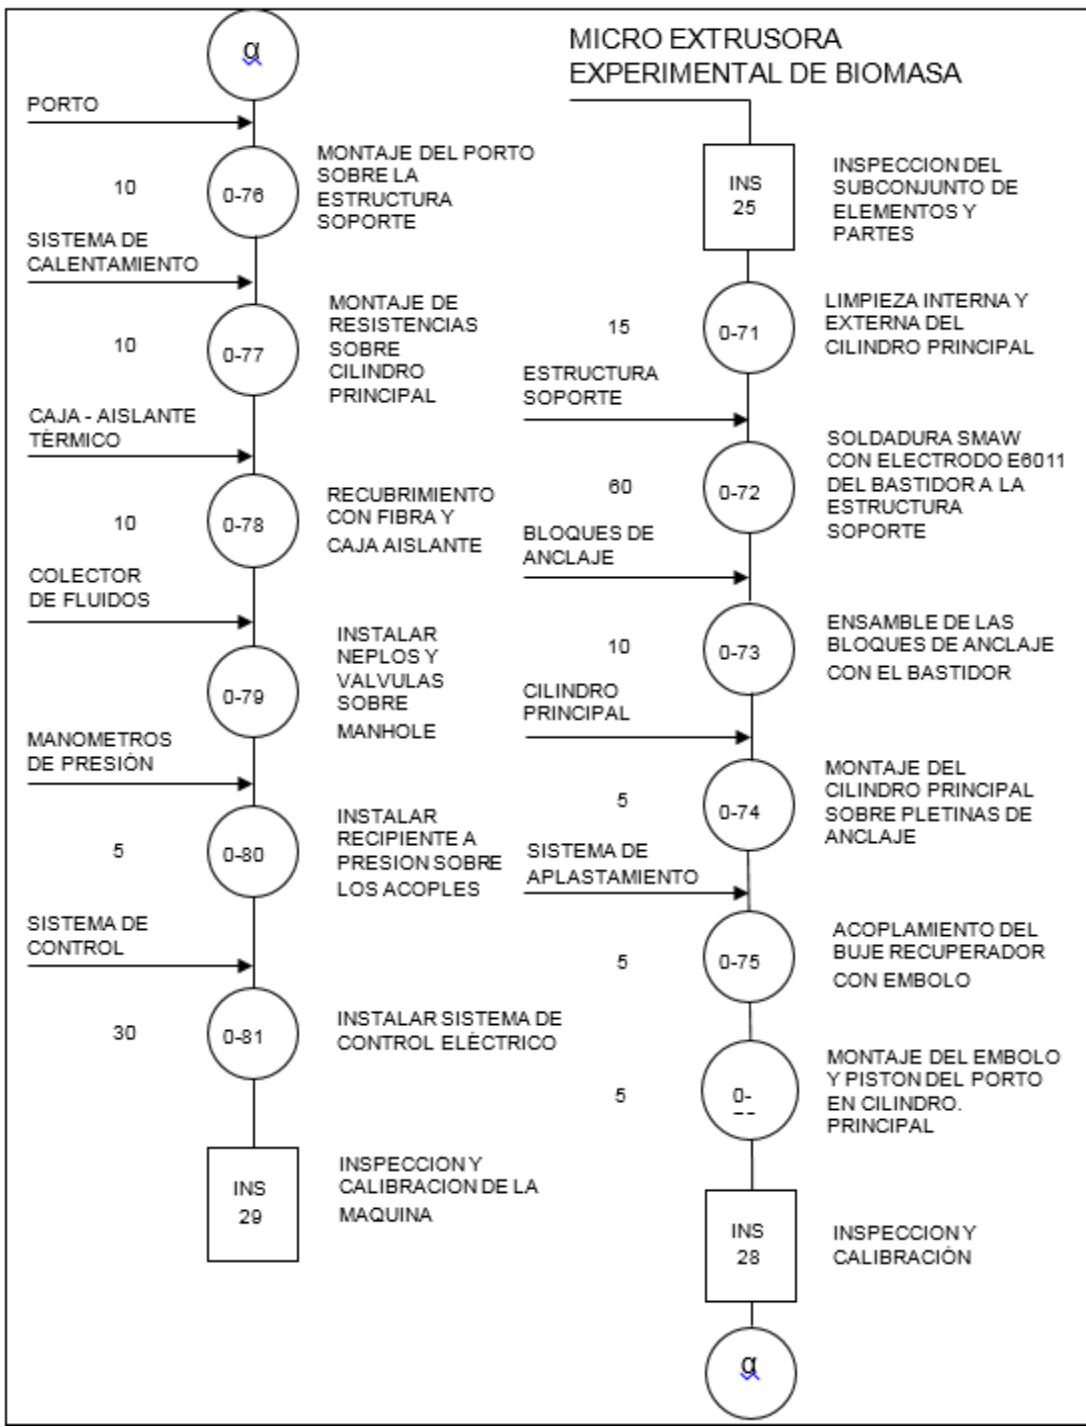 MICRO EXTRUSORA
EXPERIMENTAL DE BIOMASA
INS
25
INSPECCION DEL
SUBCONJUNTO DE
ELEMENTOS Y
PARTES
15
0-71
LIMPIEZA INTERNA Y
EXTERNA DEL
CILINDRO PRINCIPAL
ESTRUCTURA
SOPORTE
60
0-72
SOLDADURA SMAW
CON ELECTRODO E6011
DEL BASTIDOR A LA
ESTRUCTURA
SOPORTE
BLOQUES DE
ANCLAJE
10
0-73
ENSAMBLE DE LAS
BLOQUES DE ANCLAJE
CON EL BASTIDOR
CILINDRO
PRINCIPAL
5
0-74
MONTAJE DEL
CILINDRO PRINCIPAL
SOBRE PLETINAS DE
ANCLAJE
SISTEMA DE
APLASTAMIENTO
5
0-75
ACOPLAMIENTO DEL
BUJE RECUPERADOR
CON EMBOLO
5
0-
MONTAJE DEL EMBOLO
Y PISTON DEL PORTO
EN CILINDRO.
PRINCIPAL
INS
28
INSPECCION Y
CALIBRACIÓN
α
α
PORTO
10
0-76
MONTAJE DEL PORTO
SOBRE LA
ESTRUCTURA
SOPORTE
SISTEMA DE
CALENTAMIENTO
10
0-77
MONTAJE DE
RESISTENCIAS
SOBRE
CILINDRO
PRINCIPAL
CAJA - AISLANTE
TÉRMICO
10
0-78
RECUBRIMIENTO
CON FIBRA Y
CAJA AISLANTE
COLECTOR
DE FLUIDOS
0-79
INSTALAR
NEPLOS Y
VALVULAS
SOBRE
MANHOLE
MANOMETROS
DE PRESIÓN
5
0-80
INSTALAR
RECIPIENTE A
PRESION SOBRE
LOS ACOPLES
SISTEMA DE
CONTROL
30
0-81
INSTALAR SISTEMA DE
CONTROL ELÉCTRICO
INS
29
INSPECCION Y
CALIBRACION DE LA
MAQUINA